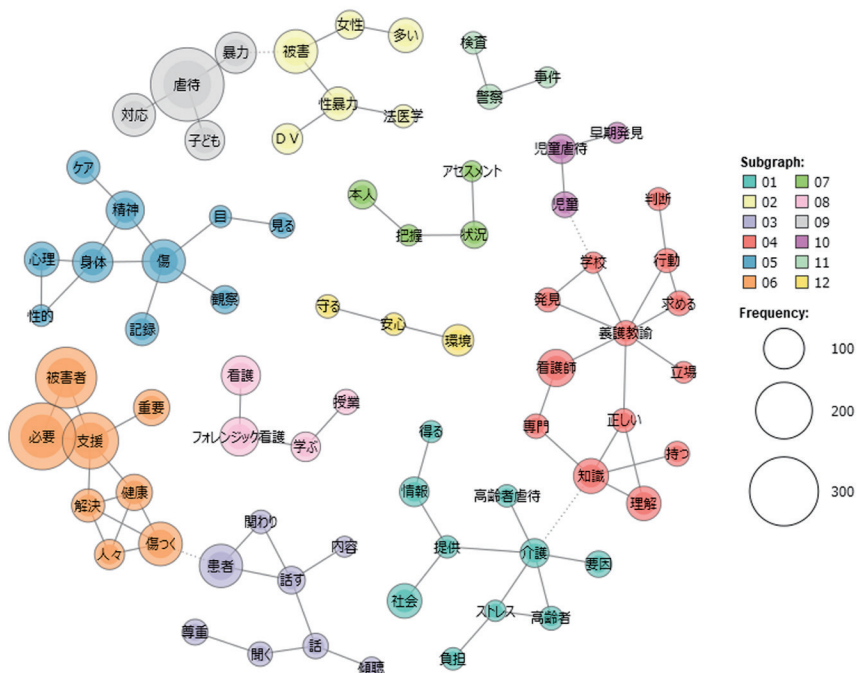 暴力
被害
女性
多い
虐待
対応
子ども
性暴力
法医学
ＤＶ
検査
事件
警察
早期発見
児童虐待
児童
アセスメント
本人
把握
状況
ケア
精神
目
見る
心理
身体
傷
性的
記録
観察
守る
安心
環境
判断
学校
行動
発見
求める
養護教諭
看護師
立場
専門
正しい
知識
持つ
理解
被害者
必要
支援
重要
解決
健康
人々
傷つく
看護
フォレンジック看護
学ぶ
授業
得る
情報
高齢者虐待
提供
介護
要因
社会
ストレス
高齢者
負担
関わり
患者
話す
内容
尊重
聞く
話
傾聴
Subgraph:
01 07
02 08
03 09
04 10
05 11
06 12
Frequency:
100
200
300